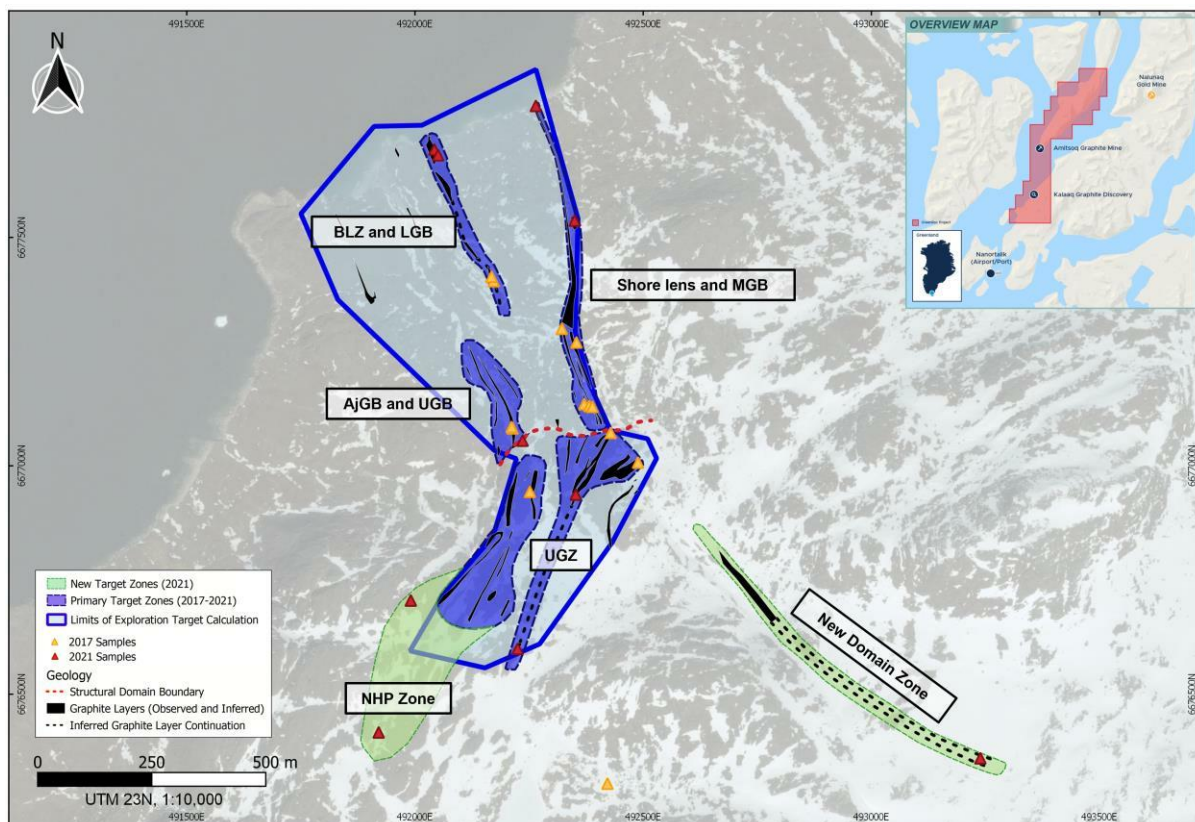 491500E
492000E
492500E
493000E
N
OVERVIEW MAP
Nalunaq
Gold Mine
Amitsoq Graphite Mine
Kalaaq Graphite Discovery
Greenland
Nanortalik
(Airport/Port)
6677500N
6677500N
BLZ and LGB
Shore lens and MGB
AjGB and UGB
6677000N
6677000N
UGZ
New Domain Zone
NHP Zone
6676500N
6676500N
New Target Zones (2021)
Primary Target Zones (2017-2021)
Limits of Exploration Target Calculation
2017 Samples
2021 Samples
Geology
Structural Domain Boundary
Graphite Layers (Observed and Inferred)
Inferred Graphite Layer Continuation
0 250 500 m
UTM 23N, 1:10,000
491500E
492000E
492500E
493000E
493500E